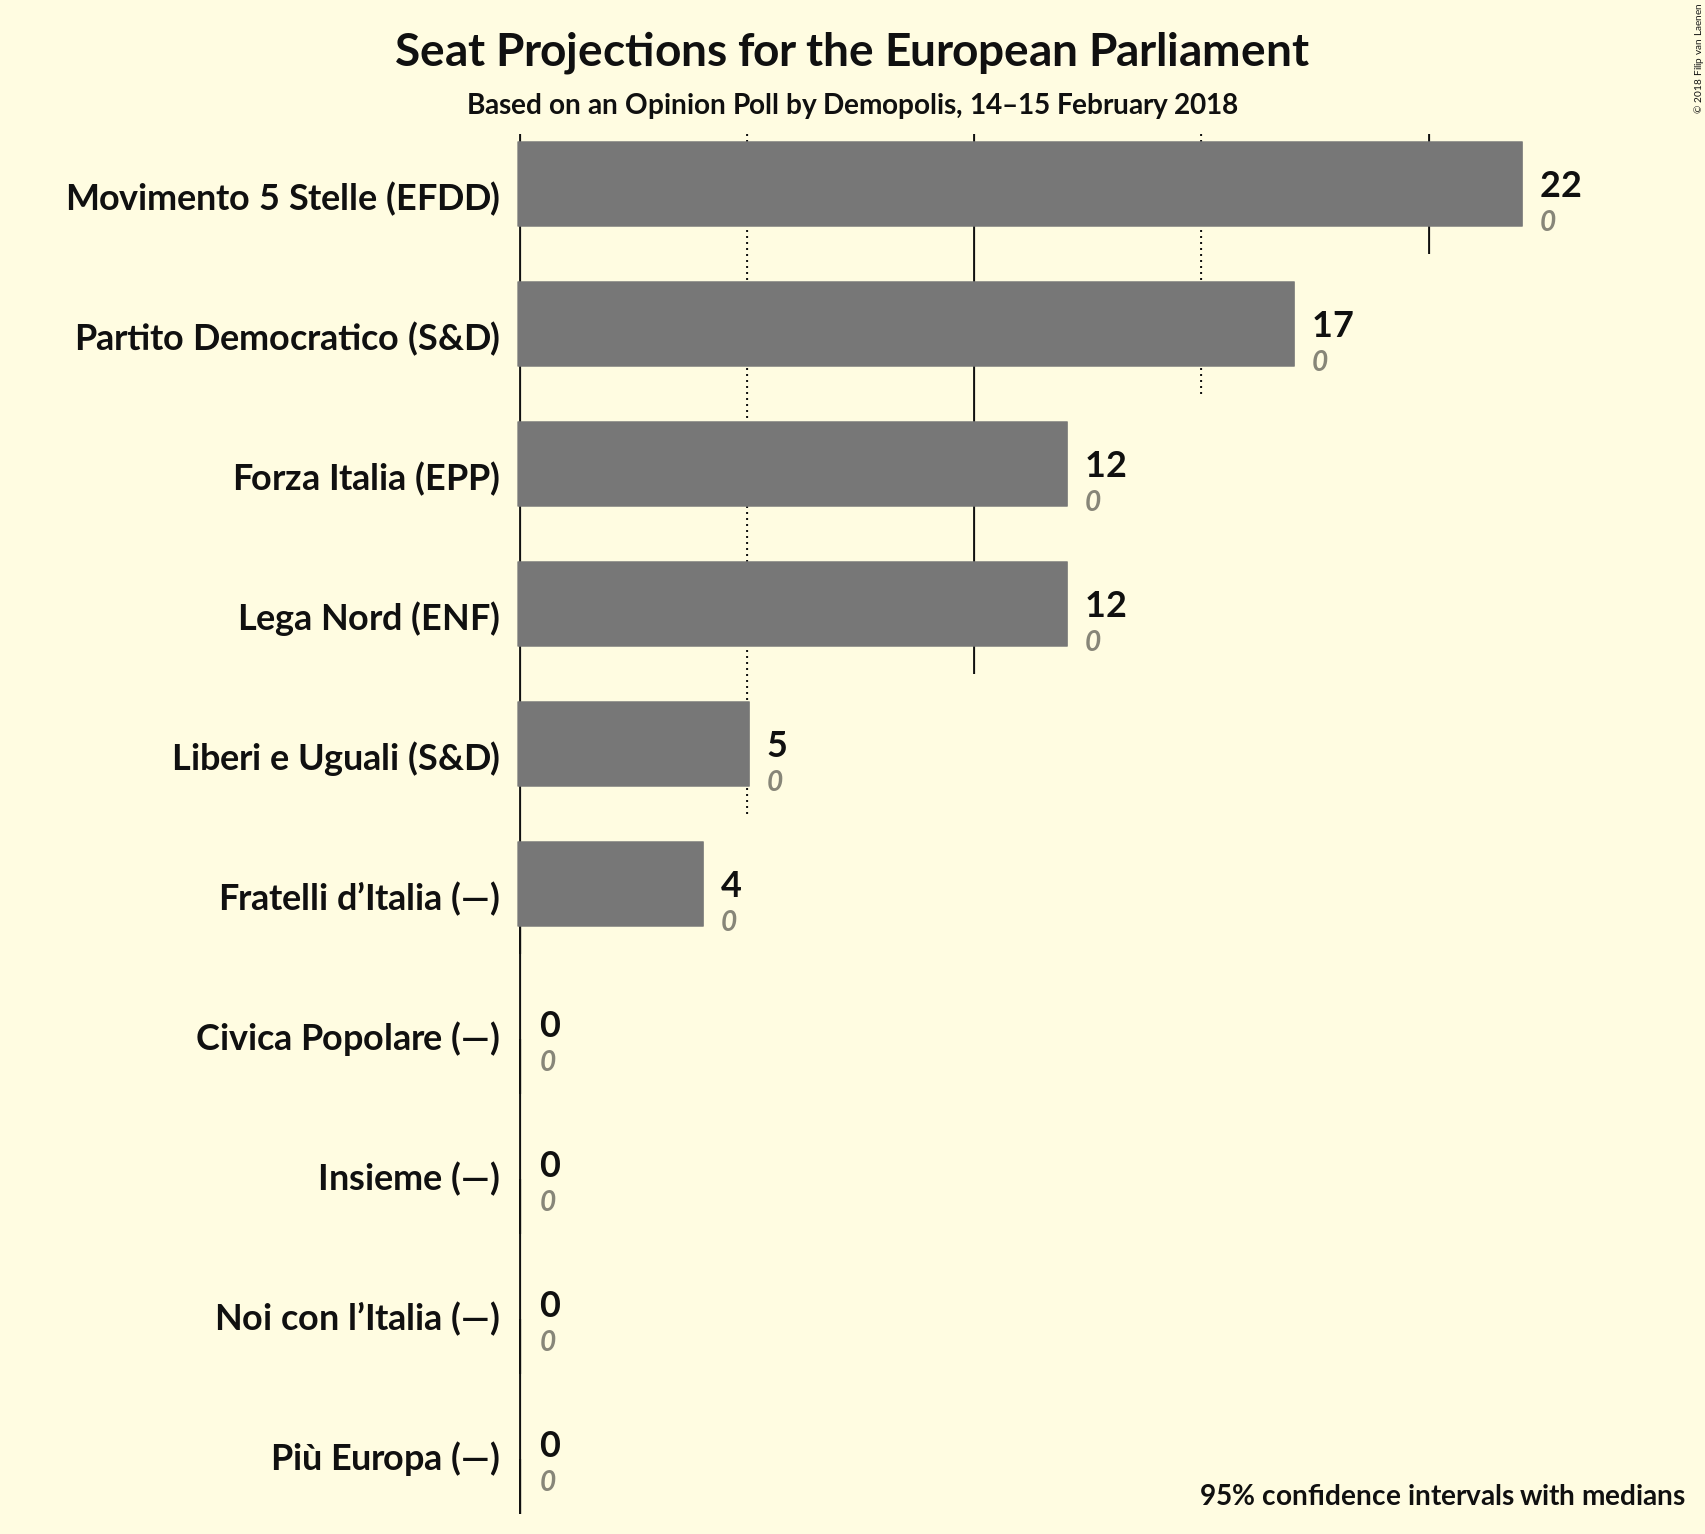 Seat Projections for the European Parliament
Based on an Opinion Poll by Demopolis, 14–15 February 2018
© 2018 Filip van Laenen
Movimento 5 Stelle (EFDD)
22
0
Partito Democratico (S&D)
17
0
Forza Italia (EPP)
12
0
Lega Nord (ENF)
12
0
Liberi e Uguali (S&D)
5
0
Fratelli d’Italia (—)
4
0
Civica Popolare (—)
0
0
Insieme (—)
0
0
Noi con l’Italia (—)
0
0
Più Europa (—)
0
0
95% confidence intervals with medians